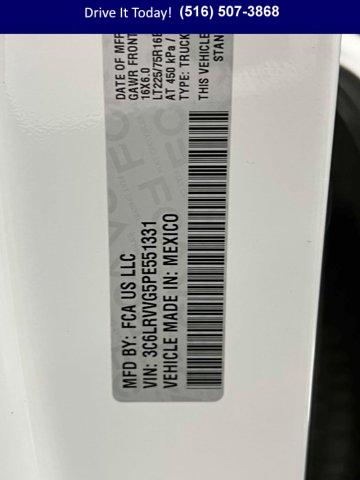 Drive It Today! (516) 507-3868
MFD BY: FCA US LLC
VIN: 3C6LRVVG5PE551331
VEHICLE MADE IN: MEXICO
DATE OF MFR
GAWR FRONT
16X6.0
LT225/75R16E
AT 450 kPa /
TYPE: TRUCK
THIS VEHICLE
STAN